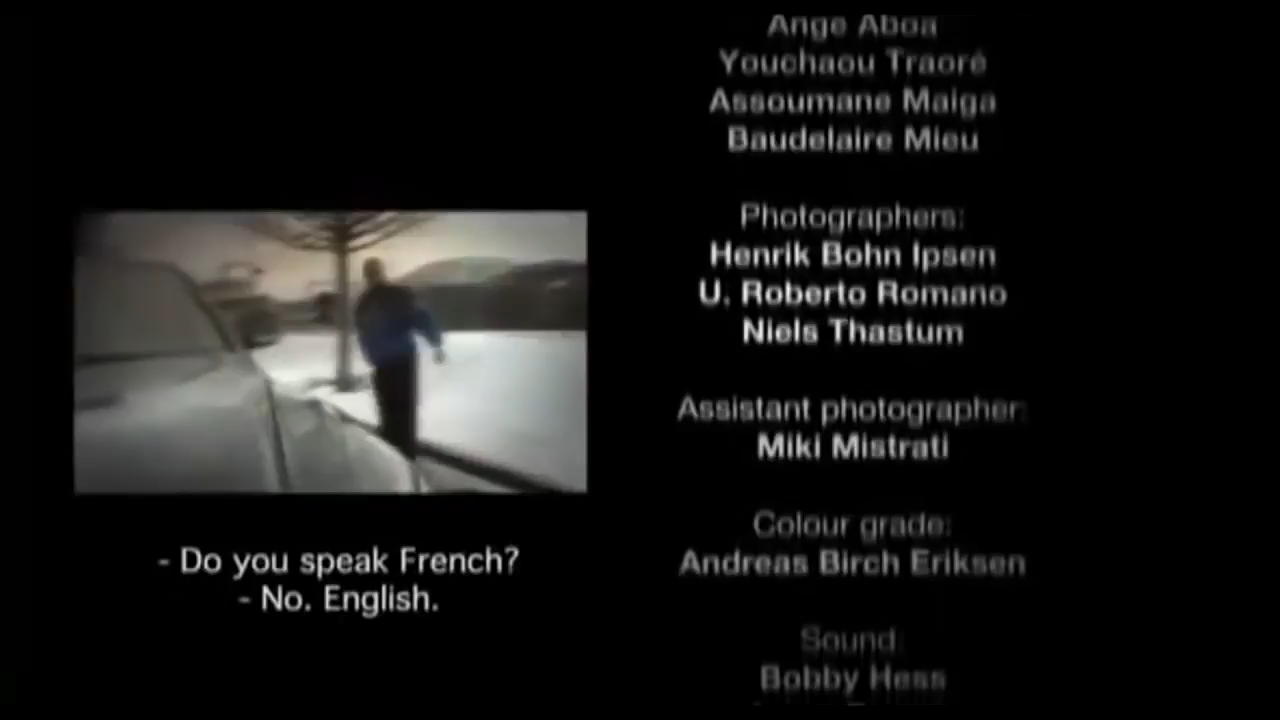 Ange Aboa
Youchaou Traoré
Assoumane Maiga
Baudelaire Mieu
Photographers:
Henrik Bohn Ipsen
U. Roberto Romano
Niels Thastum
Assistant photographer:
Miki Mistrati
Colour grade:
Andreas Birch Eriksen
Sound:
Bobby Hess
- Do you speak French?
- No. English.